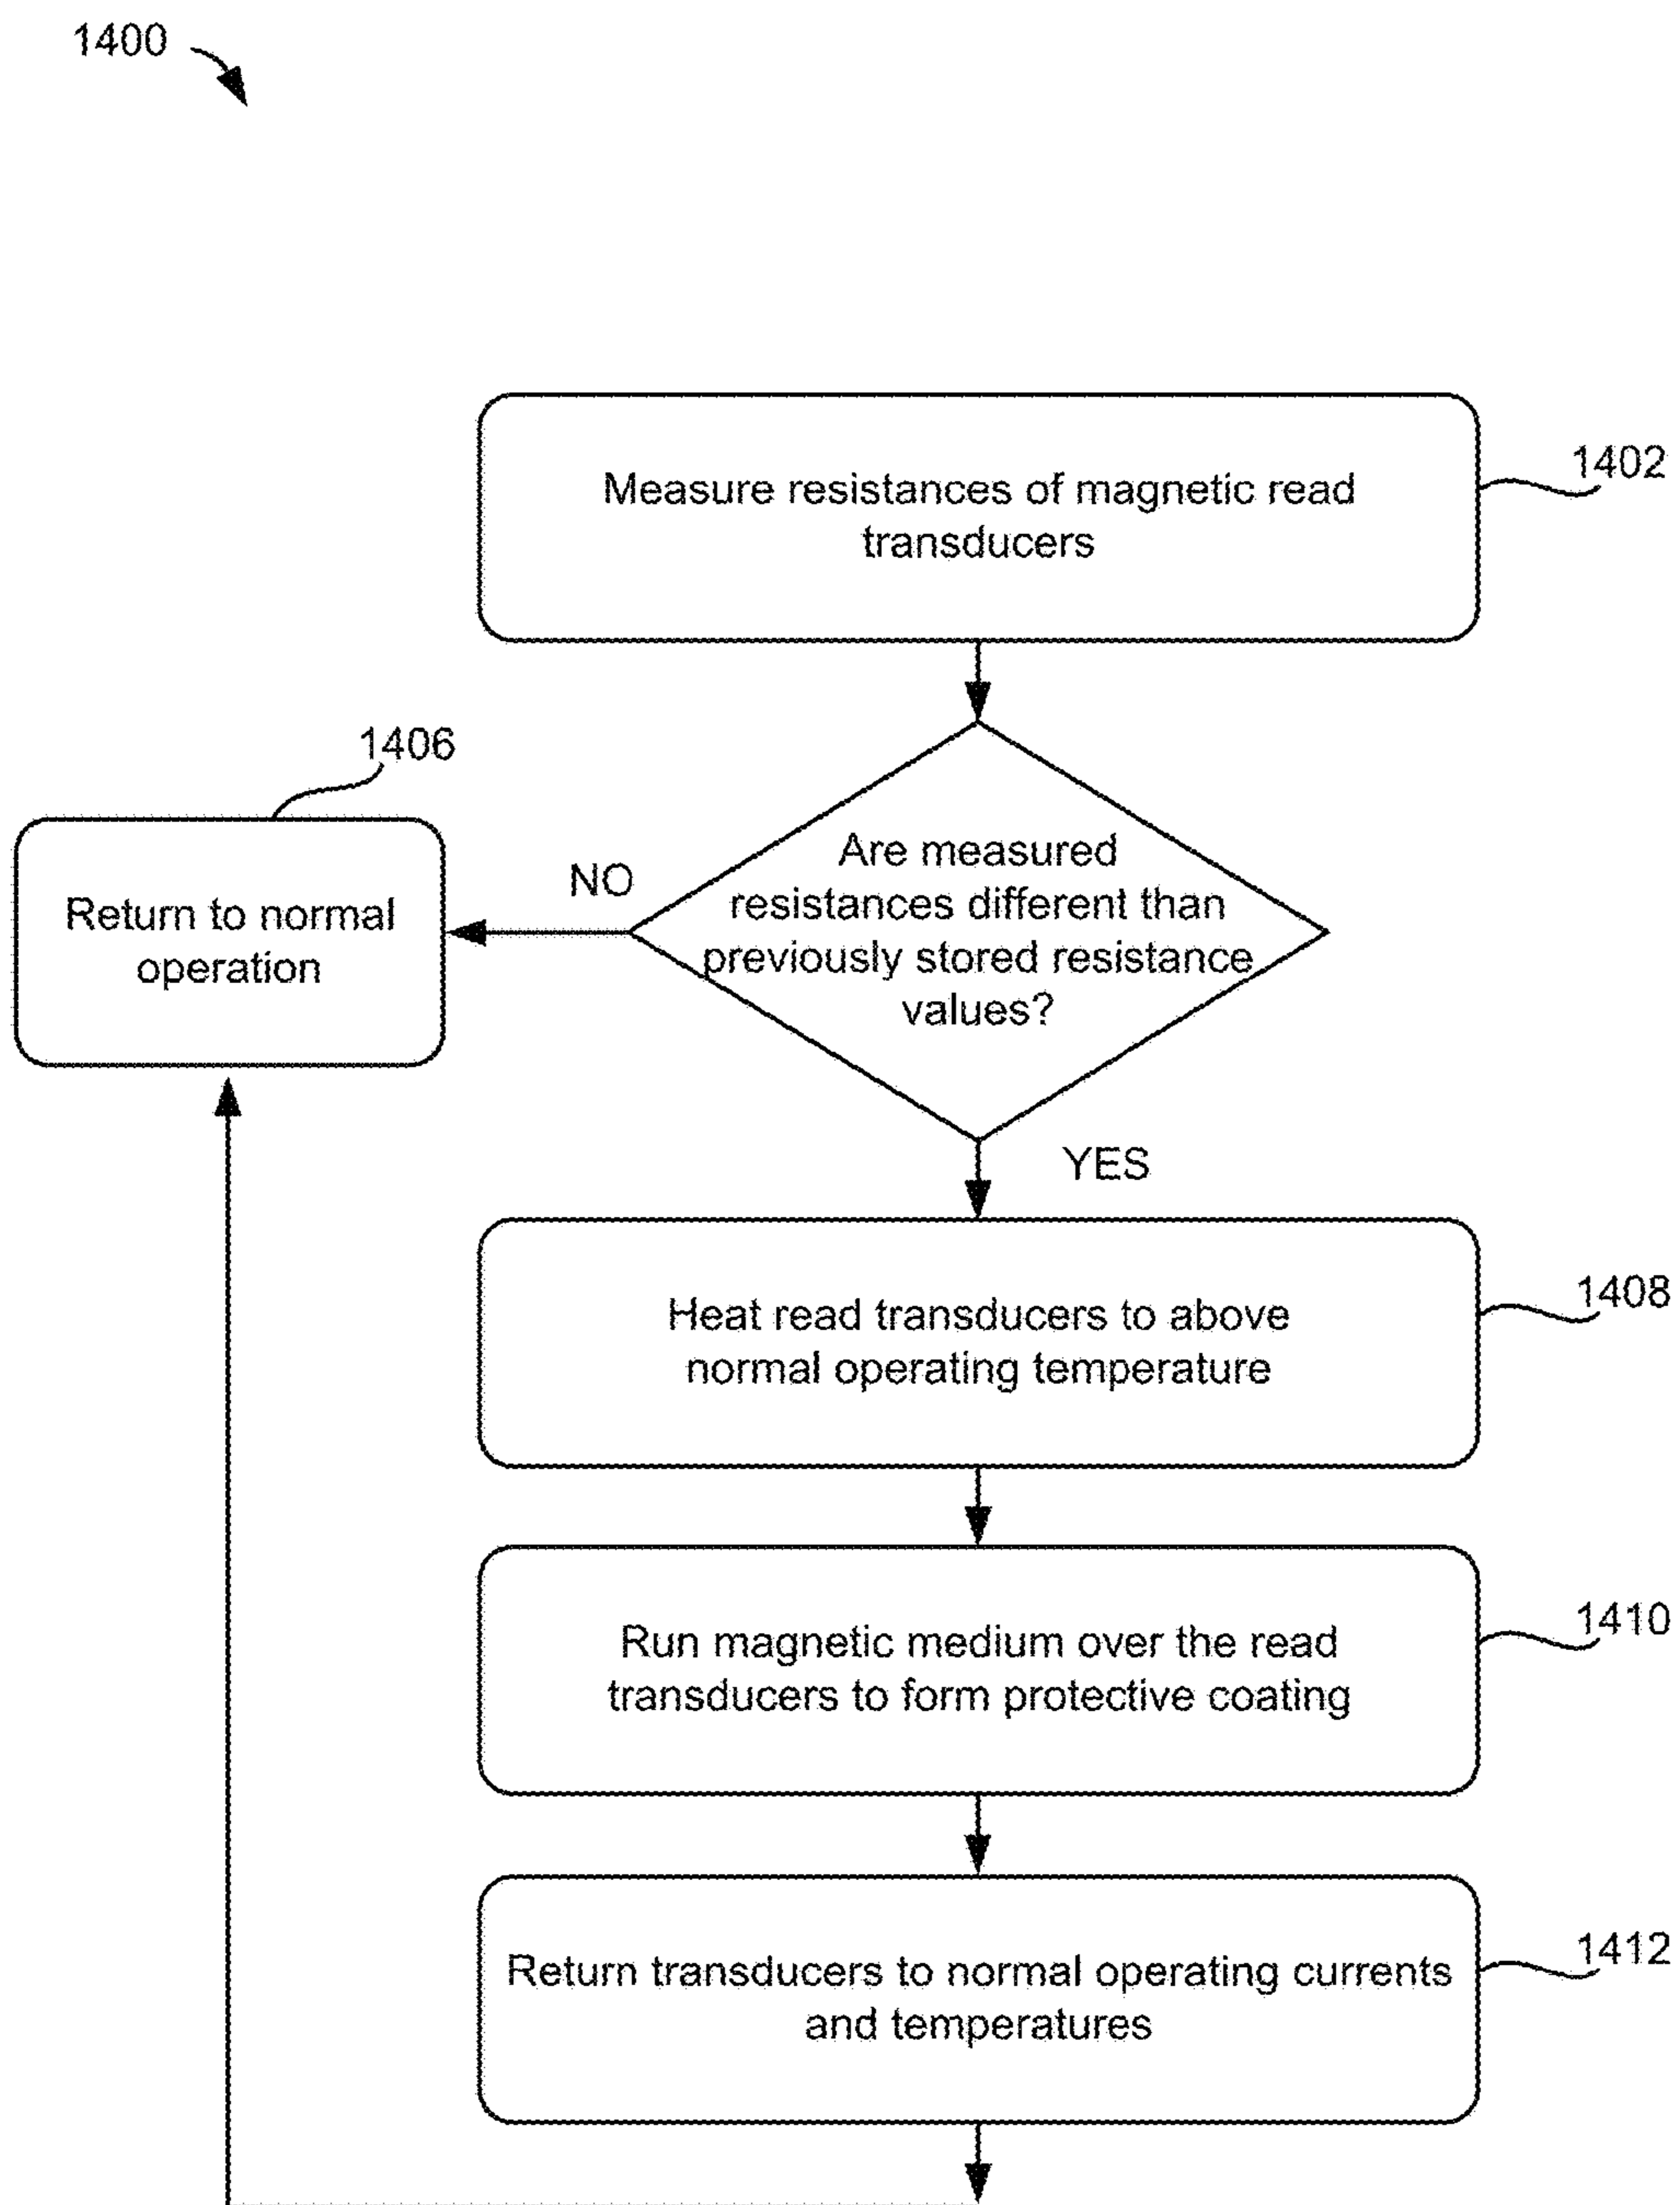 1400
Measure resistances of magnetic read
transducers
1402
1406
Return to normal
operation
NO
Are measured
resistances different than
previously stored resistance
values?
YES
Heat read transducers to above
normal operating temperature
1408
Run magnetic medium over the read
transducers to form protective coating
1410
Return transducers to normal operating currents
and temperatures
1412